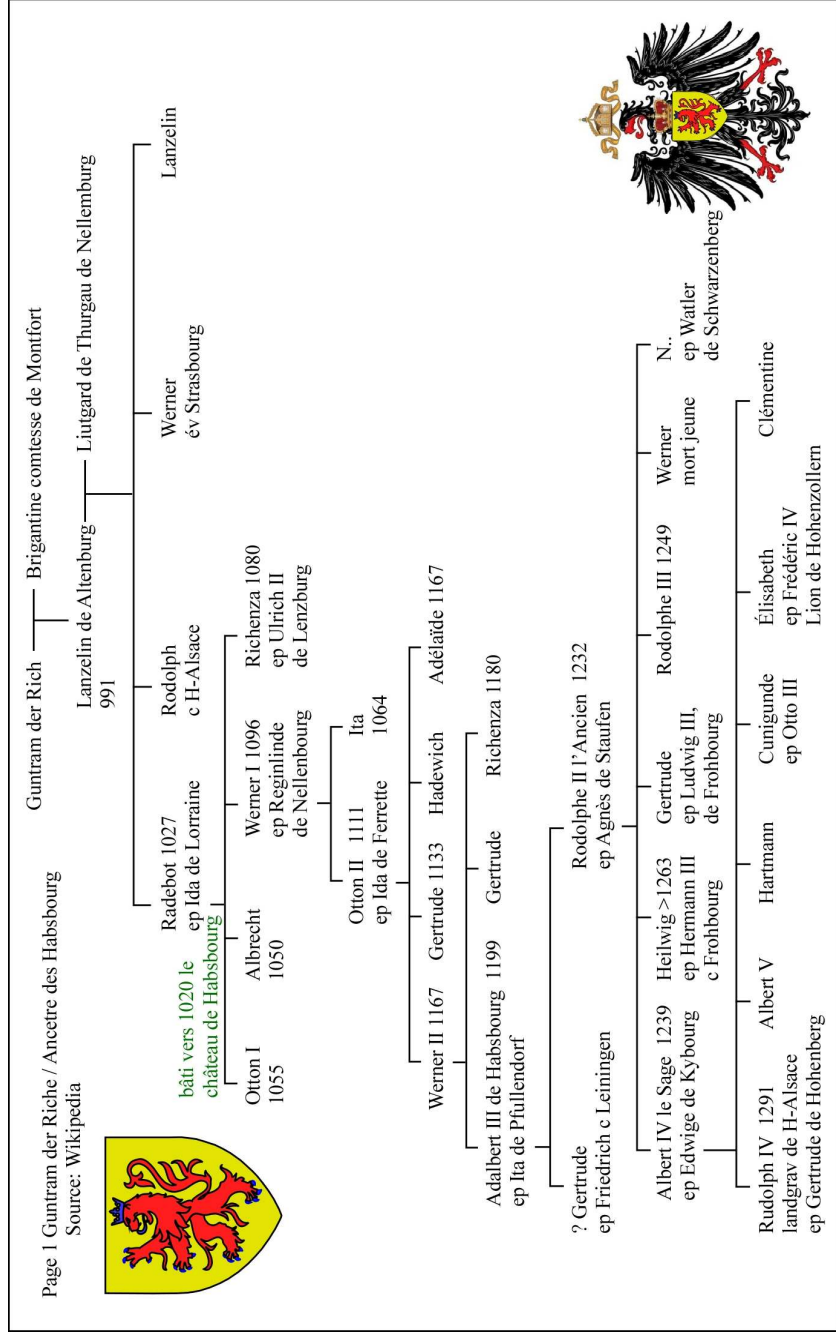 Page 1 Guntram der Riche / Ancetre des Habsbourg
Source: Wikipedia
Guntram der Rich
Brigantine comtesse de Montfort
Lanzelin de Altenburg
991
Liutgard de Thurgau de Nellemburg
Radebot 1027
ep Ida de Lorraine
Rodolph
c H-Alsace
Werner
év Strasbourg
Lanzelin
bâti vers 1020 le
château de Habsbourg
Otton I
1055
Albrecht
1050
Werner I 1096
ep Reginlinde
de Nellenbourg
Richenza 1080
ep Ulrich II
de Lenzburg
Otton II 1111
ep Ida de Ferrette
Ita
1064
Werner II 1167
Gertrude 1133
Hadewich
Adélaïde 1167
Adalbert III de Habsbourg 1199
ep Ita de Pfullendorf
Gertrude
Richenza 1180
? Gertrude
ep Friedrich c Leiningen
Rodolphe II l'Ancien 1232
ep Agnès de Staufen
Albert IV le Sage 1239
ep Edwige de Kybourg
Heilwig >1263
ep Hermann III
c Frohbourg
Gertrude
ep Ludwig III,
de Frohbourg
Rodolphe III 1249
Werner
mort jeune
N..
ep Watler
de Schwarzenberg
Rudolph IV 1291
landgrav de H-Alsace
ep Gertrude de Hohenberg
Albert V
Hartmann
Cunigunde
ep Otto III
Élisabeth
ep Frédéric IV
Lion de Hohenzollern
Clémentine